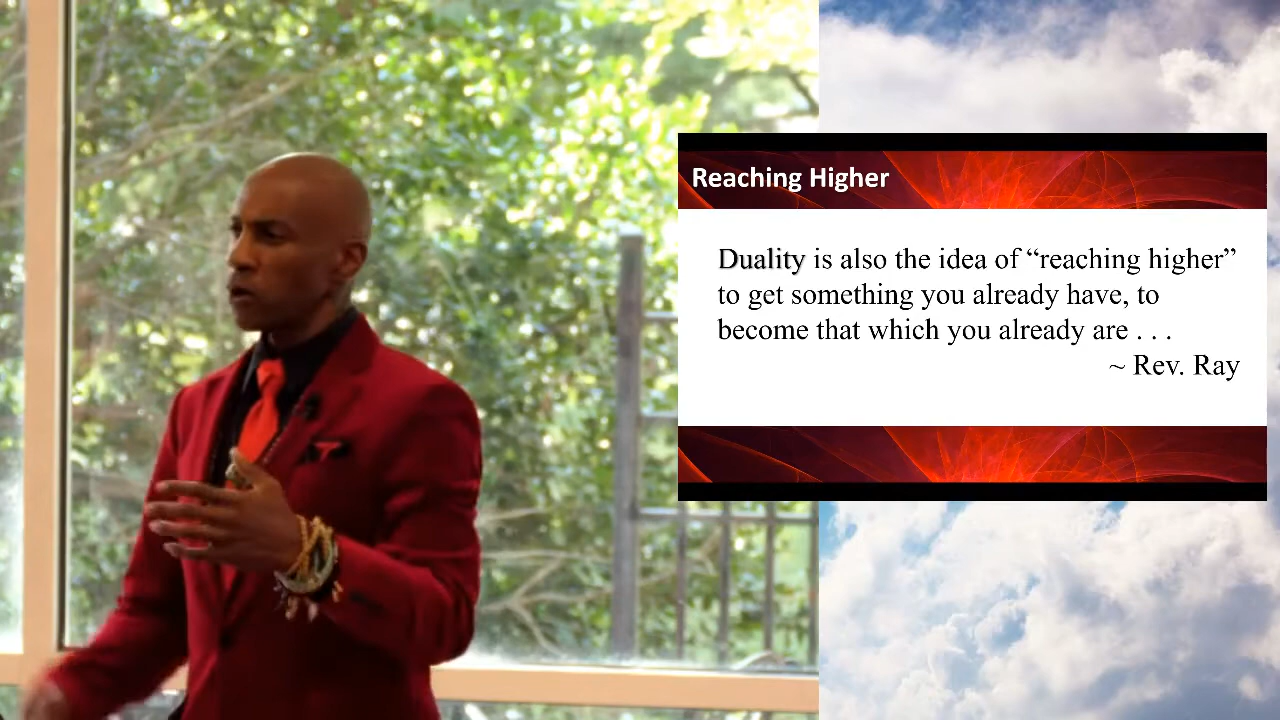 Reaching Higher
Duality is also the idea of “reaching higher”
to get something you already have, to
become that which you already are . . .
~ Rev. Ray